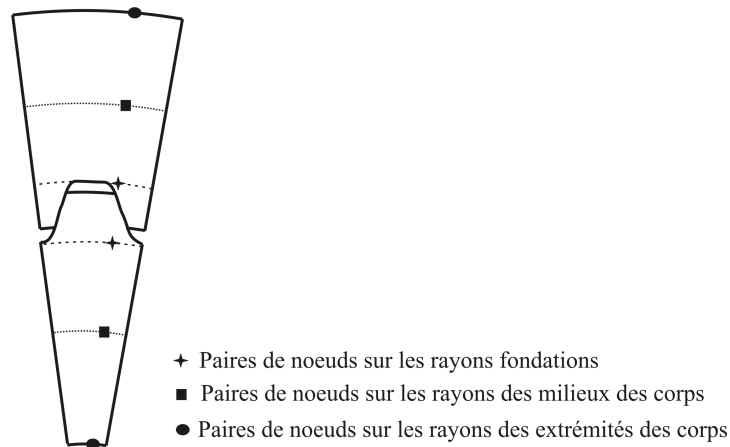 Paires de noeuds sur les rayons fondations
Paires de noeuds sur les rayons des milieux des corps
Paires de noeuds sur les rayons des extrémités des corps